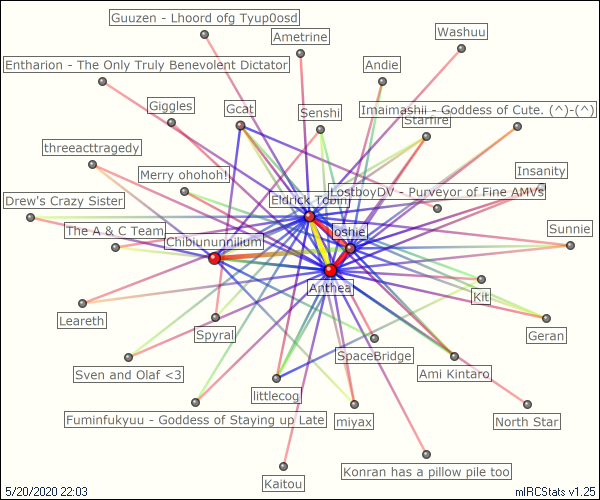 Guuzen - Lhoord ofg Tyup0osd
Washuu
Ametrine
Entharion - The Only Truly Benevolent Dictator
Andie
Giggles
Gcat
Senshi
Imaimashii - Goddess of Cute. (^)-(^)
Starfire
threeacttragedy
Merry ohohoh!
Insanity
LostboyDV - Purveyor of Fine AMVs
Drew's Crazy Sister
Eldrick Tobin
The A & C Team
Joshie
Sunnie
Chibiununnilium
Anthea
Kit
Leareth
Spyral
Geran
SpaceBridge
Sven and Olaf <3
Ami Kintaro
littlecog
Fuminfukyuu - Goddess of Staying up Late
miyax
North Star
Konran has a pillow pile too
Kaitou
5/20/2020 22:03
mIRCStats v1.25